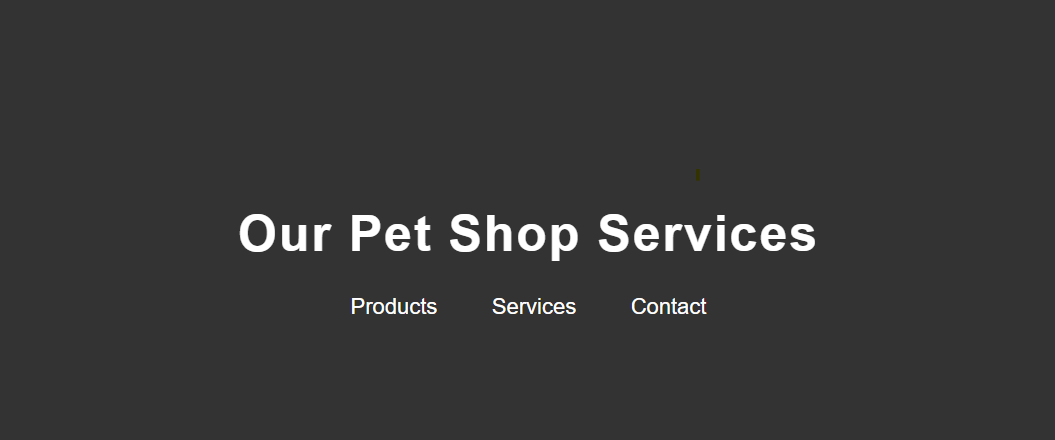 Our Pet Shop Services
Products Services Contact